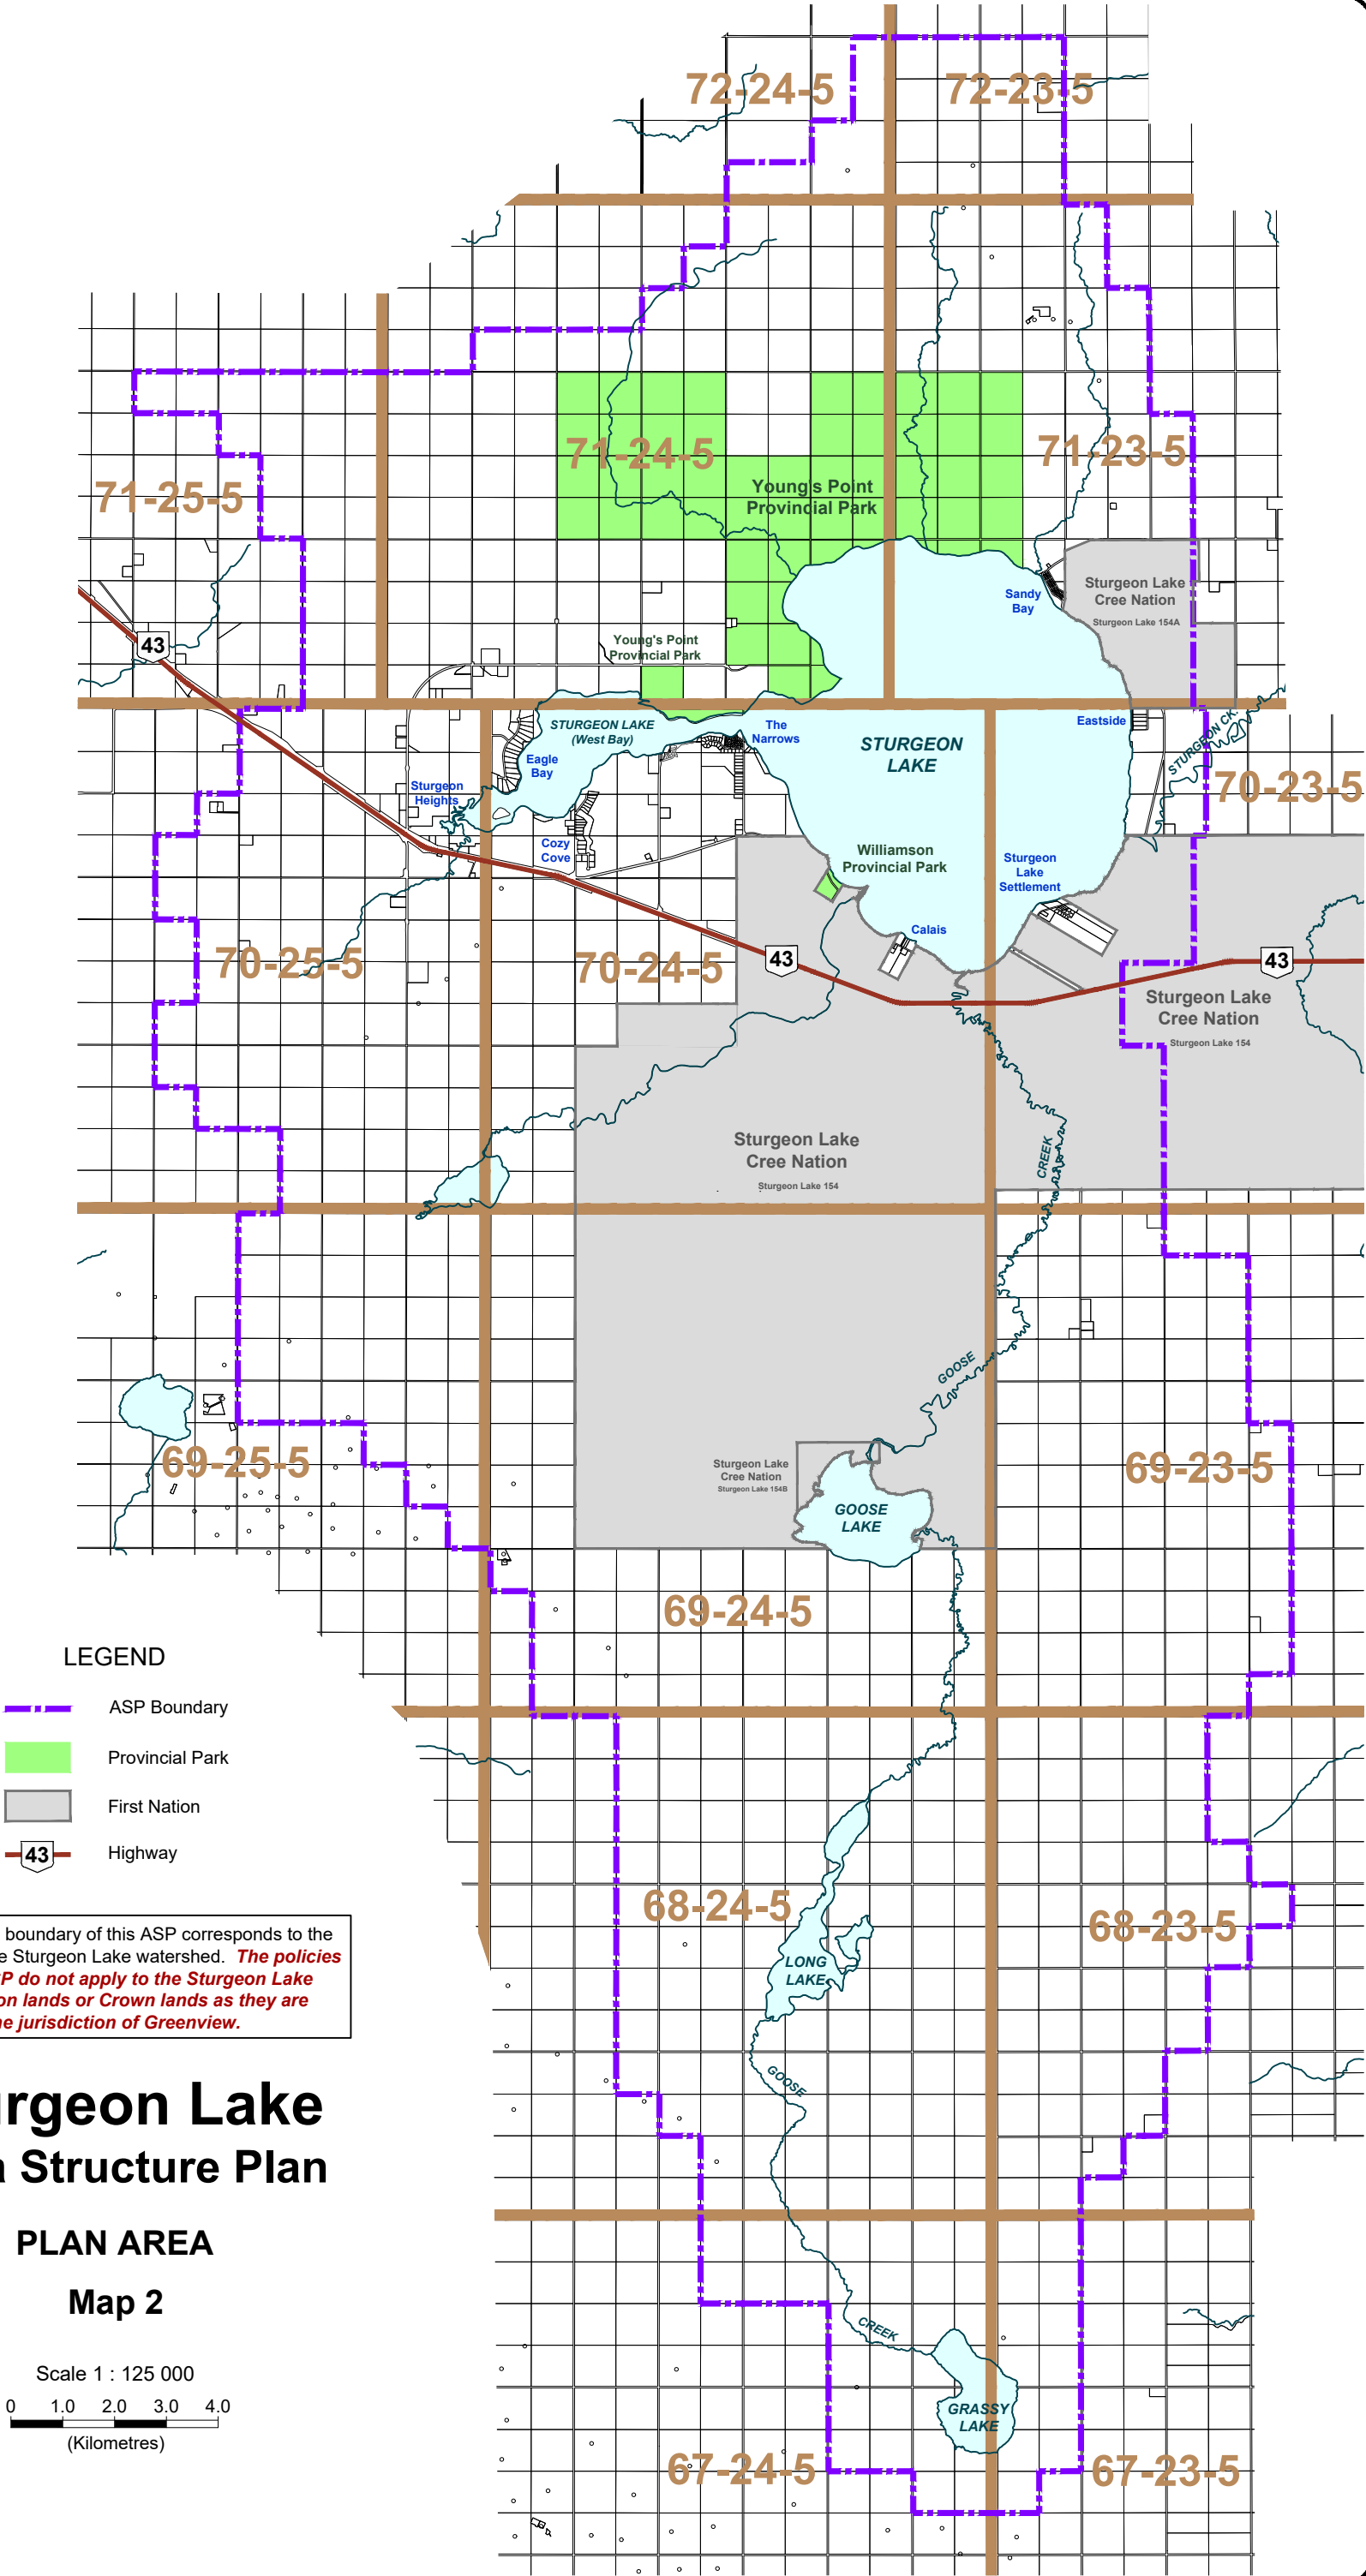 72-24-5
72-23-5
71-24-5
71-23-5
71-25-5
Young's Point
Provincial Park
Sturgeon Lake
Cree Nation
Sturgeon Lake 154A
Sandy
Bay
43
Young's Point
Provincial Park
STURGEON LAKE
(West Bay)
The
Narrows
Eastside
STURGEON CK.
STURGEON
LAKE
Eagle
Bay
Sturgeon
Heights
70-23-5
Cozy
Cove
Williamson
Provincial Park
Sturgeon
Lake
Settlement
Calais
70-25-5
70-24-5
43
43
Sturgeon Lake
Cree Nation
Sturgeon Lake 154
Sturgeon Lake
Cree Nation
Sturgeon Lake 154
CREEK
GOOSE
69-25-5
Sturgeon Lake
Cree Nation
Sturgeon Lake 154B
69-23-5
GOOSE
LAKE
69-24-5
LEGEND
ASP Boundary
Provincial Park
First Nation
43
Highway
68-24-5
68-23-5
boundary of this ASP corresponds to the
e Sturgeon Lake watershed. The policies
P do not apply to the Sturgeon Lake
on lands or Crown lands as they are
he jurisdiction of Greenview.
LONG
LAKE
GOOSE
rgeon Lake
a Structure Plan
PLAN AREA
Map 2
CREEK
Scale 1 : 125 000
0 1.0 2.0 3.0 4.0
(Kilometres)
GRASSY
LAKE
67-24-5
67-23-5